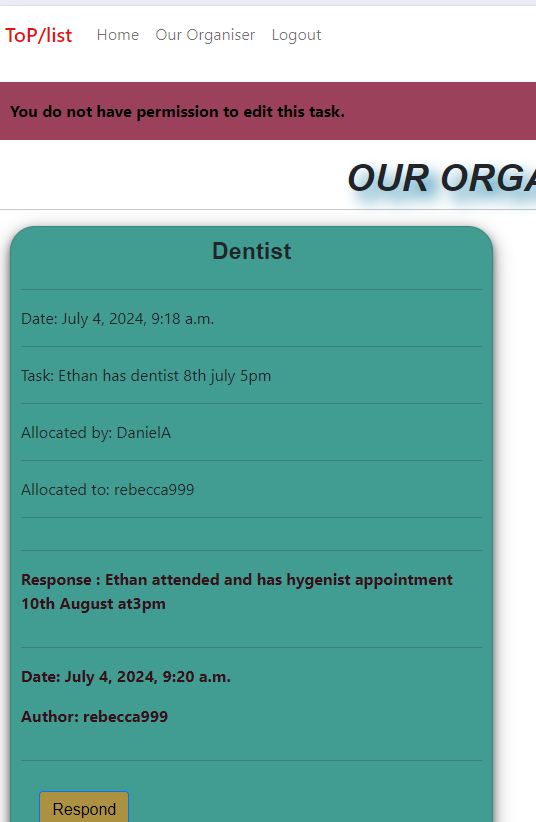 ToP/list Home Our Organiser Logout
You do not have permission to edit this task.
OUR ORGA
Dentist
Date: July 4, 2024, 9:18 a.m.
Task: Ethan has dentist 8th july 5pm
Allocated by: DanielA
Allocated to: rebecca999
Response : Ethan attended and has hygenist appointment
10th August at3pm
Date: July 4, 2024, 9:20 a.m.
Author: rebecca999
Respond